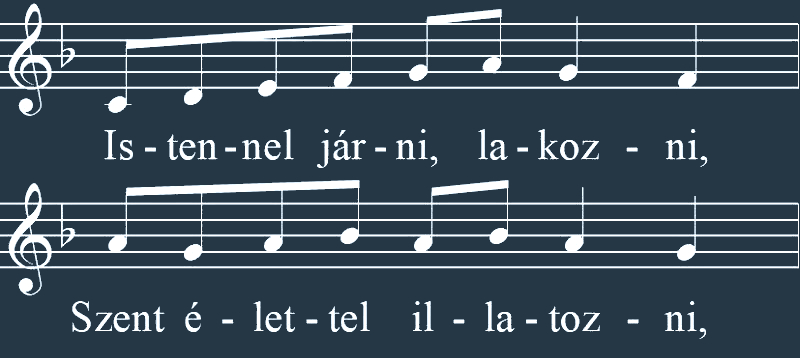 Is - ten - nel jár - ni, la - koz - ni,
Szent é - let - tel il - la - toz - ni,